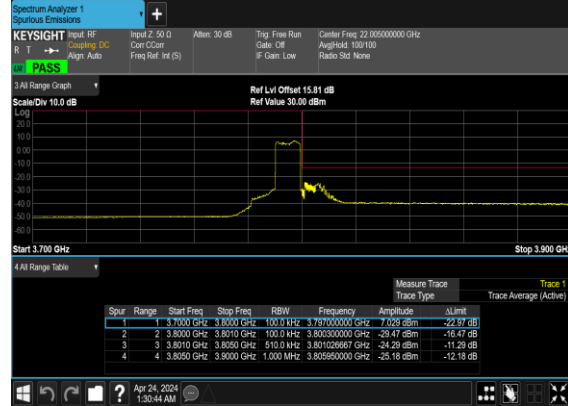 Spectrum Analyzer 1
Spurious Emissions
+
KEYSIGHT Input: RF Input Z: 50 Ω Atten: 30 dB Trig: Free Run Center Freq: 22.005000000 GHz
R T Coupling: DC Corr CCorr Gate: Off Avg|Hold: 100/100
Align: Auto Freq Ref: Int (S) IF Gain: Low Radio Std: None
PASS
3 All Range Graph Ref Lvl Offset 15.81 dB
Scale/Div 10.0 dB Ref Value 30.00 dBm
Log
20.0
10.0
0.00
-10.0
-20.0
-30.0
-40.0
-50.0
-60.0
Start 3.700 GHz Stop 3.900 GH
4 All Range Table
Measure Trace Trace 1
Trace Type Trace Average (Active)
Spur Range Start Freq Stop Freq RBW Frequency Amplitude ΔLimit
1 1 3.7000 GHz 3.8000 GHz 100.0 kHz 3.797000000 GHz 7.029 dBm -22.97 dB
2 2 3.8000 GHz 3.8010 GHz 100.0 kHz 3.800300000 GHz -29.47 dBm -16.47 dB
3 3 3.8010 GHz 3.8050 GHz 510.0 kHz 3.801026667 GHz -24.29 dBm -11.29 dB
4 4 3.8050 GHz 3.9000 GHz 1.000 MHz 3.805950000 GHz -25.18 dBm -12.18 dB
? Apr 24, 2024
1:30:44 AM